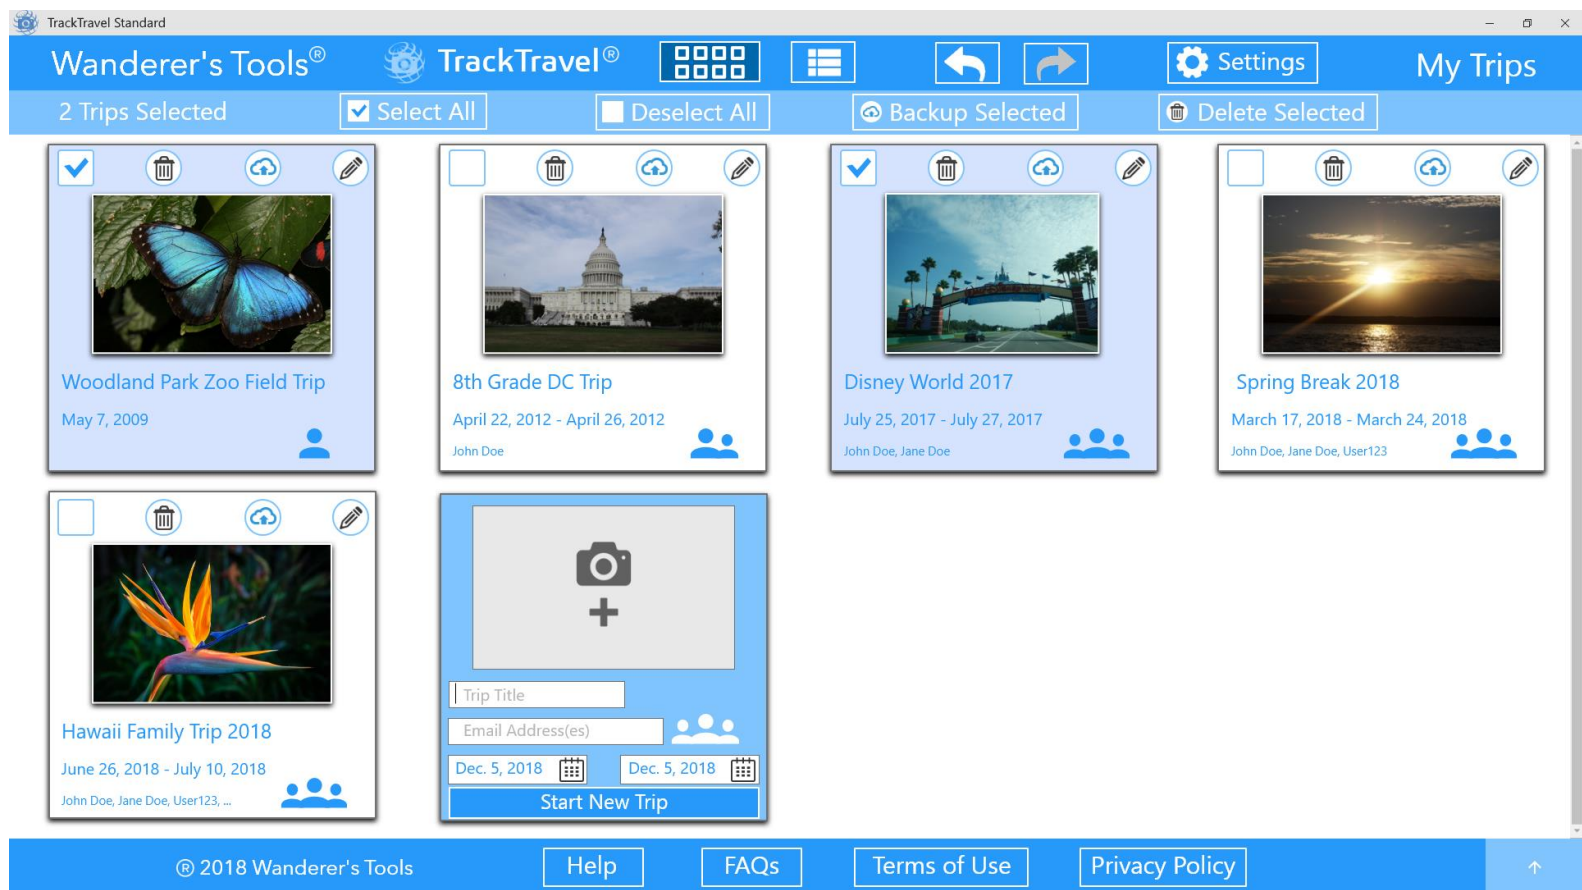 TrackTravel Standard
Wanderer's Tools® TrackTravel® Settings My Trips
2 Trips Selected Select All Deselect All Backup Selected Delete Selected
Woodland Park Zoo Field Trip
May 7, 2009
8th Grade DC Trip
April 22, 2012 - April 26, 2012
John Doe
Disney World 2017
July 25, 2017 - July 27, 2017
John Doe, Jane Doe
Spring Break 2018
March 17, 2018 - March 24, 2018
John Doe, Jane Doe, User123
Hawaii Family Trip 2018
June 26, 2018 - July 10, 2018
John Doe, Jane Doe, User123, ...
Trip Title
Email Address(es)
Dec. 5, 2018 Dec. 5, 2018
Start New Trip
® 2018 Wanderer's Tools Help FAQs Terms of Use Privacy Policy